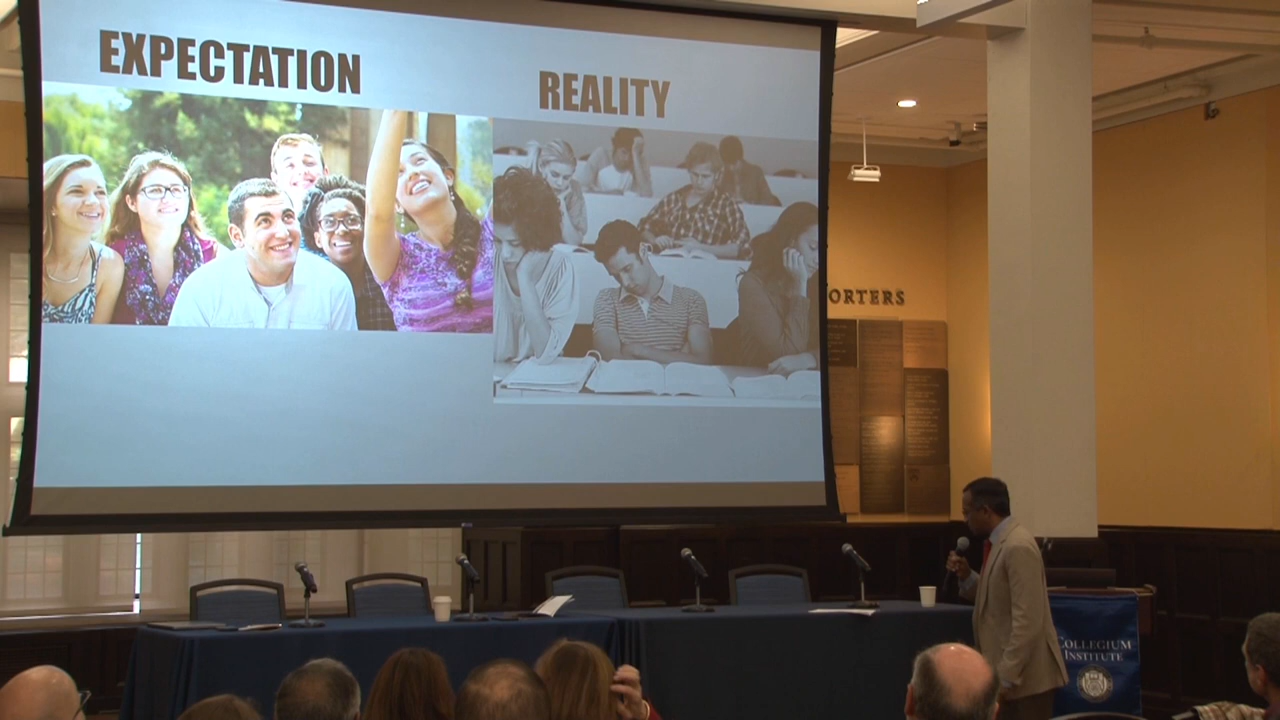 EXPECTATION
REALITY
ORTERS
COLLEGIUM
INSTITUTE